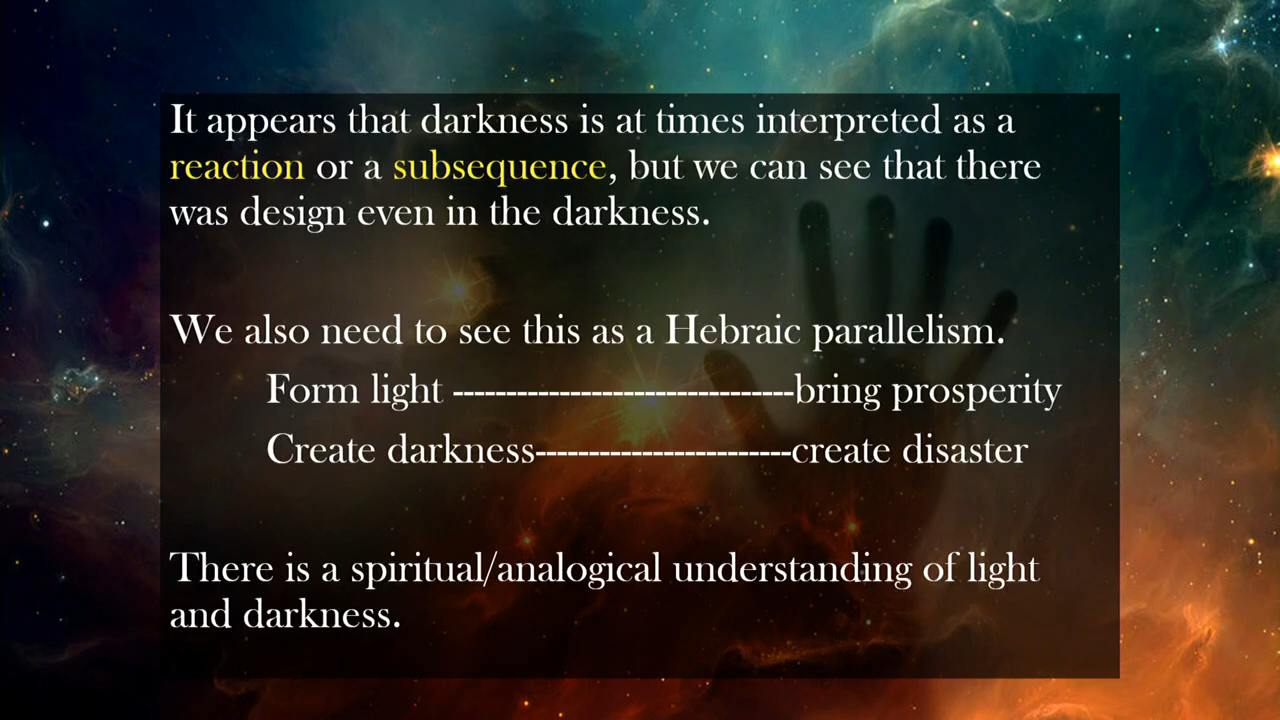 It appears that darkness is at times interpreted as a
reaction or a subsequence, but we can see that there
was design even in the darkness.
We also need to see this as a Hebraic parallelism.
Form light --------------------------------bring prosperity
Create darkness------------------------create disaster
There is a spiritual/analogical understanding of light
and darkness.